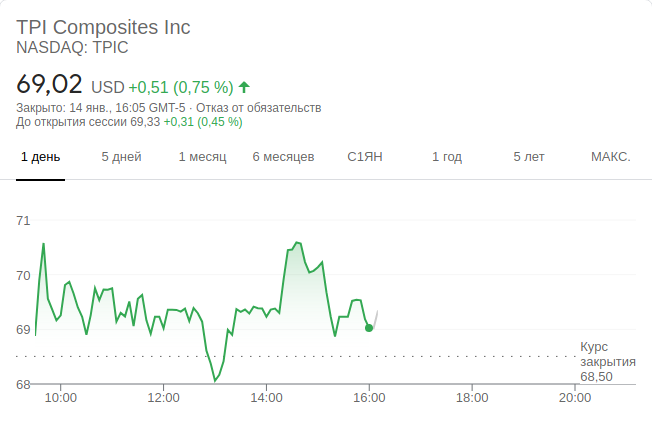 TPI Composites Inc
NASDAQ: TPIC
69,02 USD +0,51 (0,75 %)
Закрыто: 14 янв., 16:05 GMT-5 · Отказ от обязательств
До открытия сессии 69,33 +0,31 (0,45 %)
1 день 5 дней 1 месяц 6 месяцев С1ЯН 1 год 5 лет МАКС.
71
70
69
Курс
закрытия
68,50
68
10:00 12:00 14:00 16:00 18:00 20:00